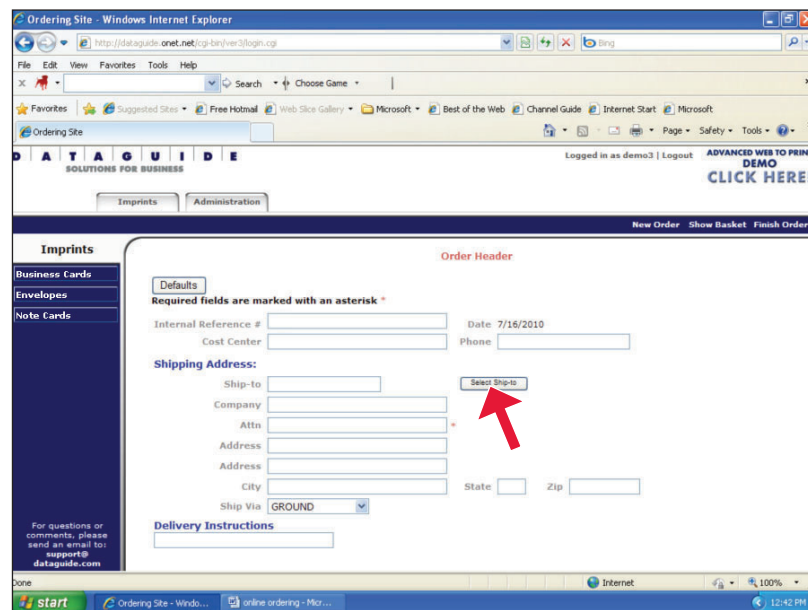 Ordering Site - Windows Internet Explorer
http://dataguide.onet.net/cgi-bin/ver3/login.cgi
Bing
File Edit View Favorites Tools Help
x Search Choose Game
Favorites Suggested Sites Free Hotmail Web Slice Gallery Microsoft Best of the Web Channel Guide Internet Start Microsoft
Ordering Site Page Safety Tools
D A T A G U I D E
SOLUTIONS FOR BUSINESS
Logged in as demo3 | Logout
ADVANCED WEB TO PRIN
DEMO
CLICK HERE
Imprints Administration
New Order Show Basket Finish Order
Imprints
Business Cards
Envelopes
Note Cards
Order Header
Defaults
Required fields are marked with an asterisk *
Internal Reference # Date 7/16/2010
Cost Center Phone
Shipping Address:
Ship-to Select Ship-to
Company
Attn *
Address
Address
City State Zip
Ship Via GROUND
Delivery Instructions
For questions or
comments, please
send an email to:
support@
dataguide.com
Done Internet 100%
start Ordering Site - Windo... online ordering - Micr... 12:42 PM